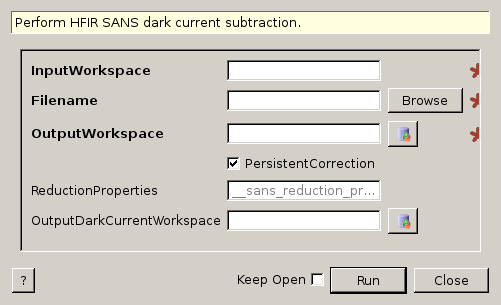 Perform HFIR SANS dark current subtraction.
InputWorkspace
Filename Browse
OutputWorkspace
PersistentCorrection
ReductionProperties __sans_reduction_pr...
OutputDarkCurrentWorkspace
? Keep Open Run Close